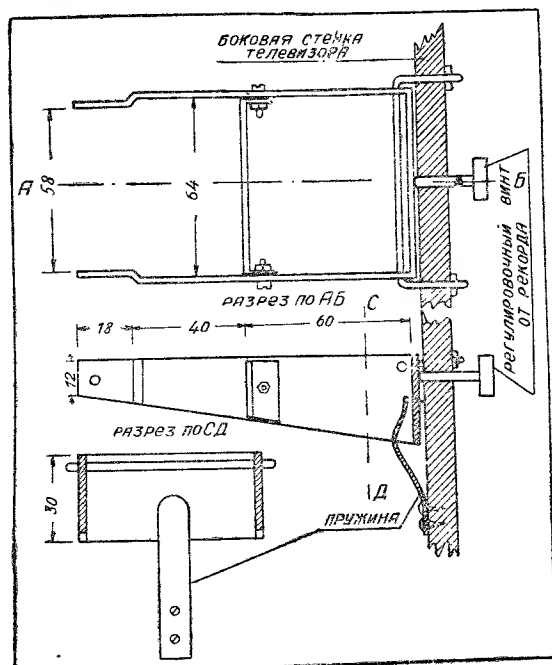 БОКОВАЯ СТЕНКА
ТЕЛЕВИЗОРА
А
58
64
Б
РЕГУЛИРОВОЧНЫЙ ВИНТ
ОТ РЕКОРДА
РАЗРЕЗ ПО АБ
С
18
40
60
12
РАЗРЕЗ ПО СД
Д
30
ПРУЖИНА